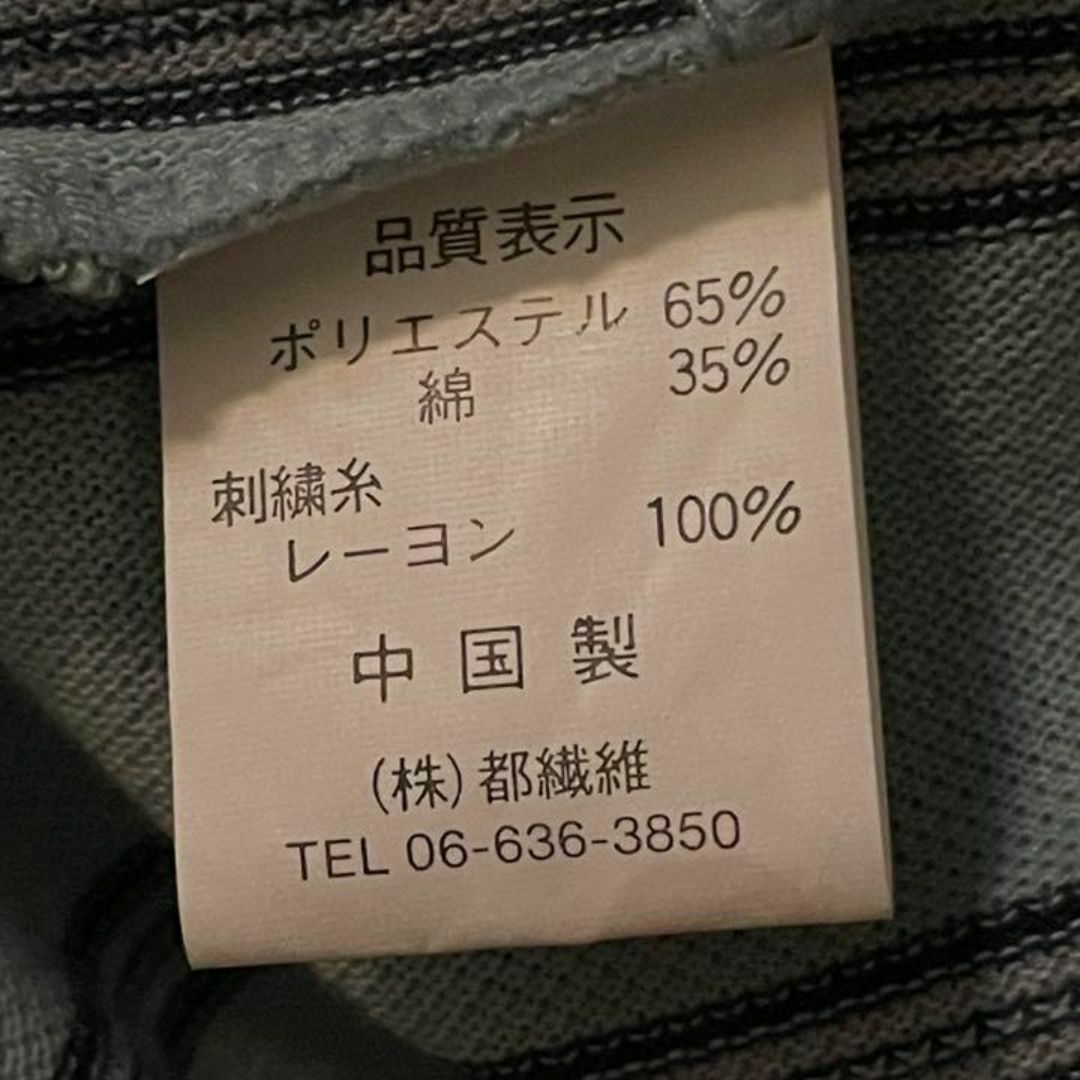 品質表示
ポリエステル 65%
綿 35%
刺繍糸
レーヨン 100%
中国製
(株)都繊維
TEL 06-636-3850